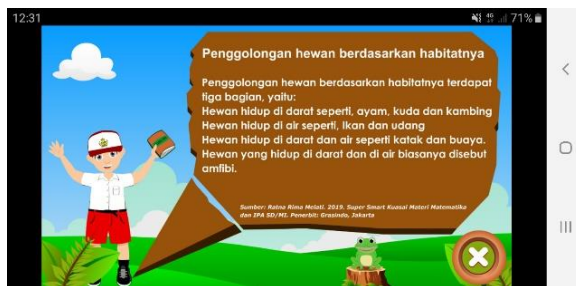 12:31
4G 71%
Penggolongan hewan berdasarkan habitatnya
Penggolongan hewan berdasarkan habitatnya terdapat
tiga bagian, yaitu:
Hewan hidup di darat seperti, ayam, kuda dan kambing
Hewan hidup di air seperti, Ikan dan udang
Hewan hidup di darat dan air seperti katak dan buaya.
Hewan yang hidup di darat dan di air biasanya disebut
amfibi.
Sumber: Ratna Rima Melati. 2019. Super Smart Kuasai Materi Matematika
dan IPA SD/MI. Penerbit: Grasindo, Jakarta